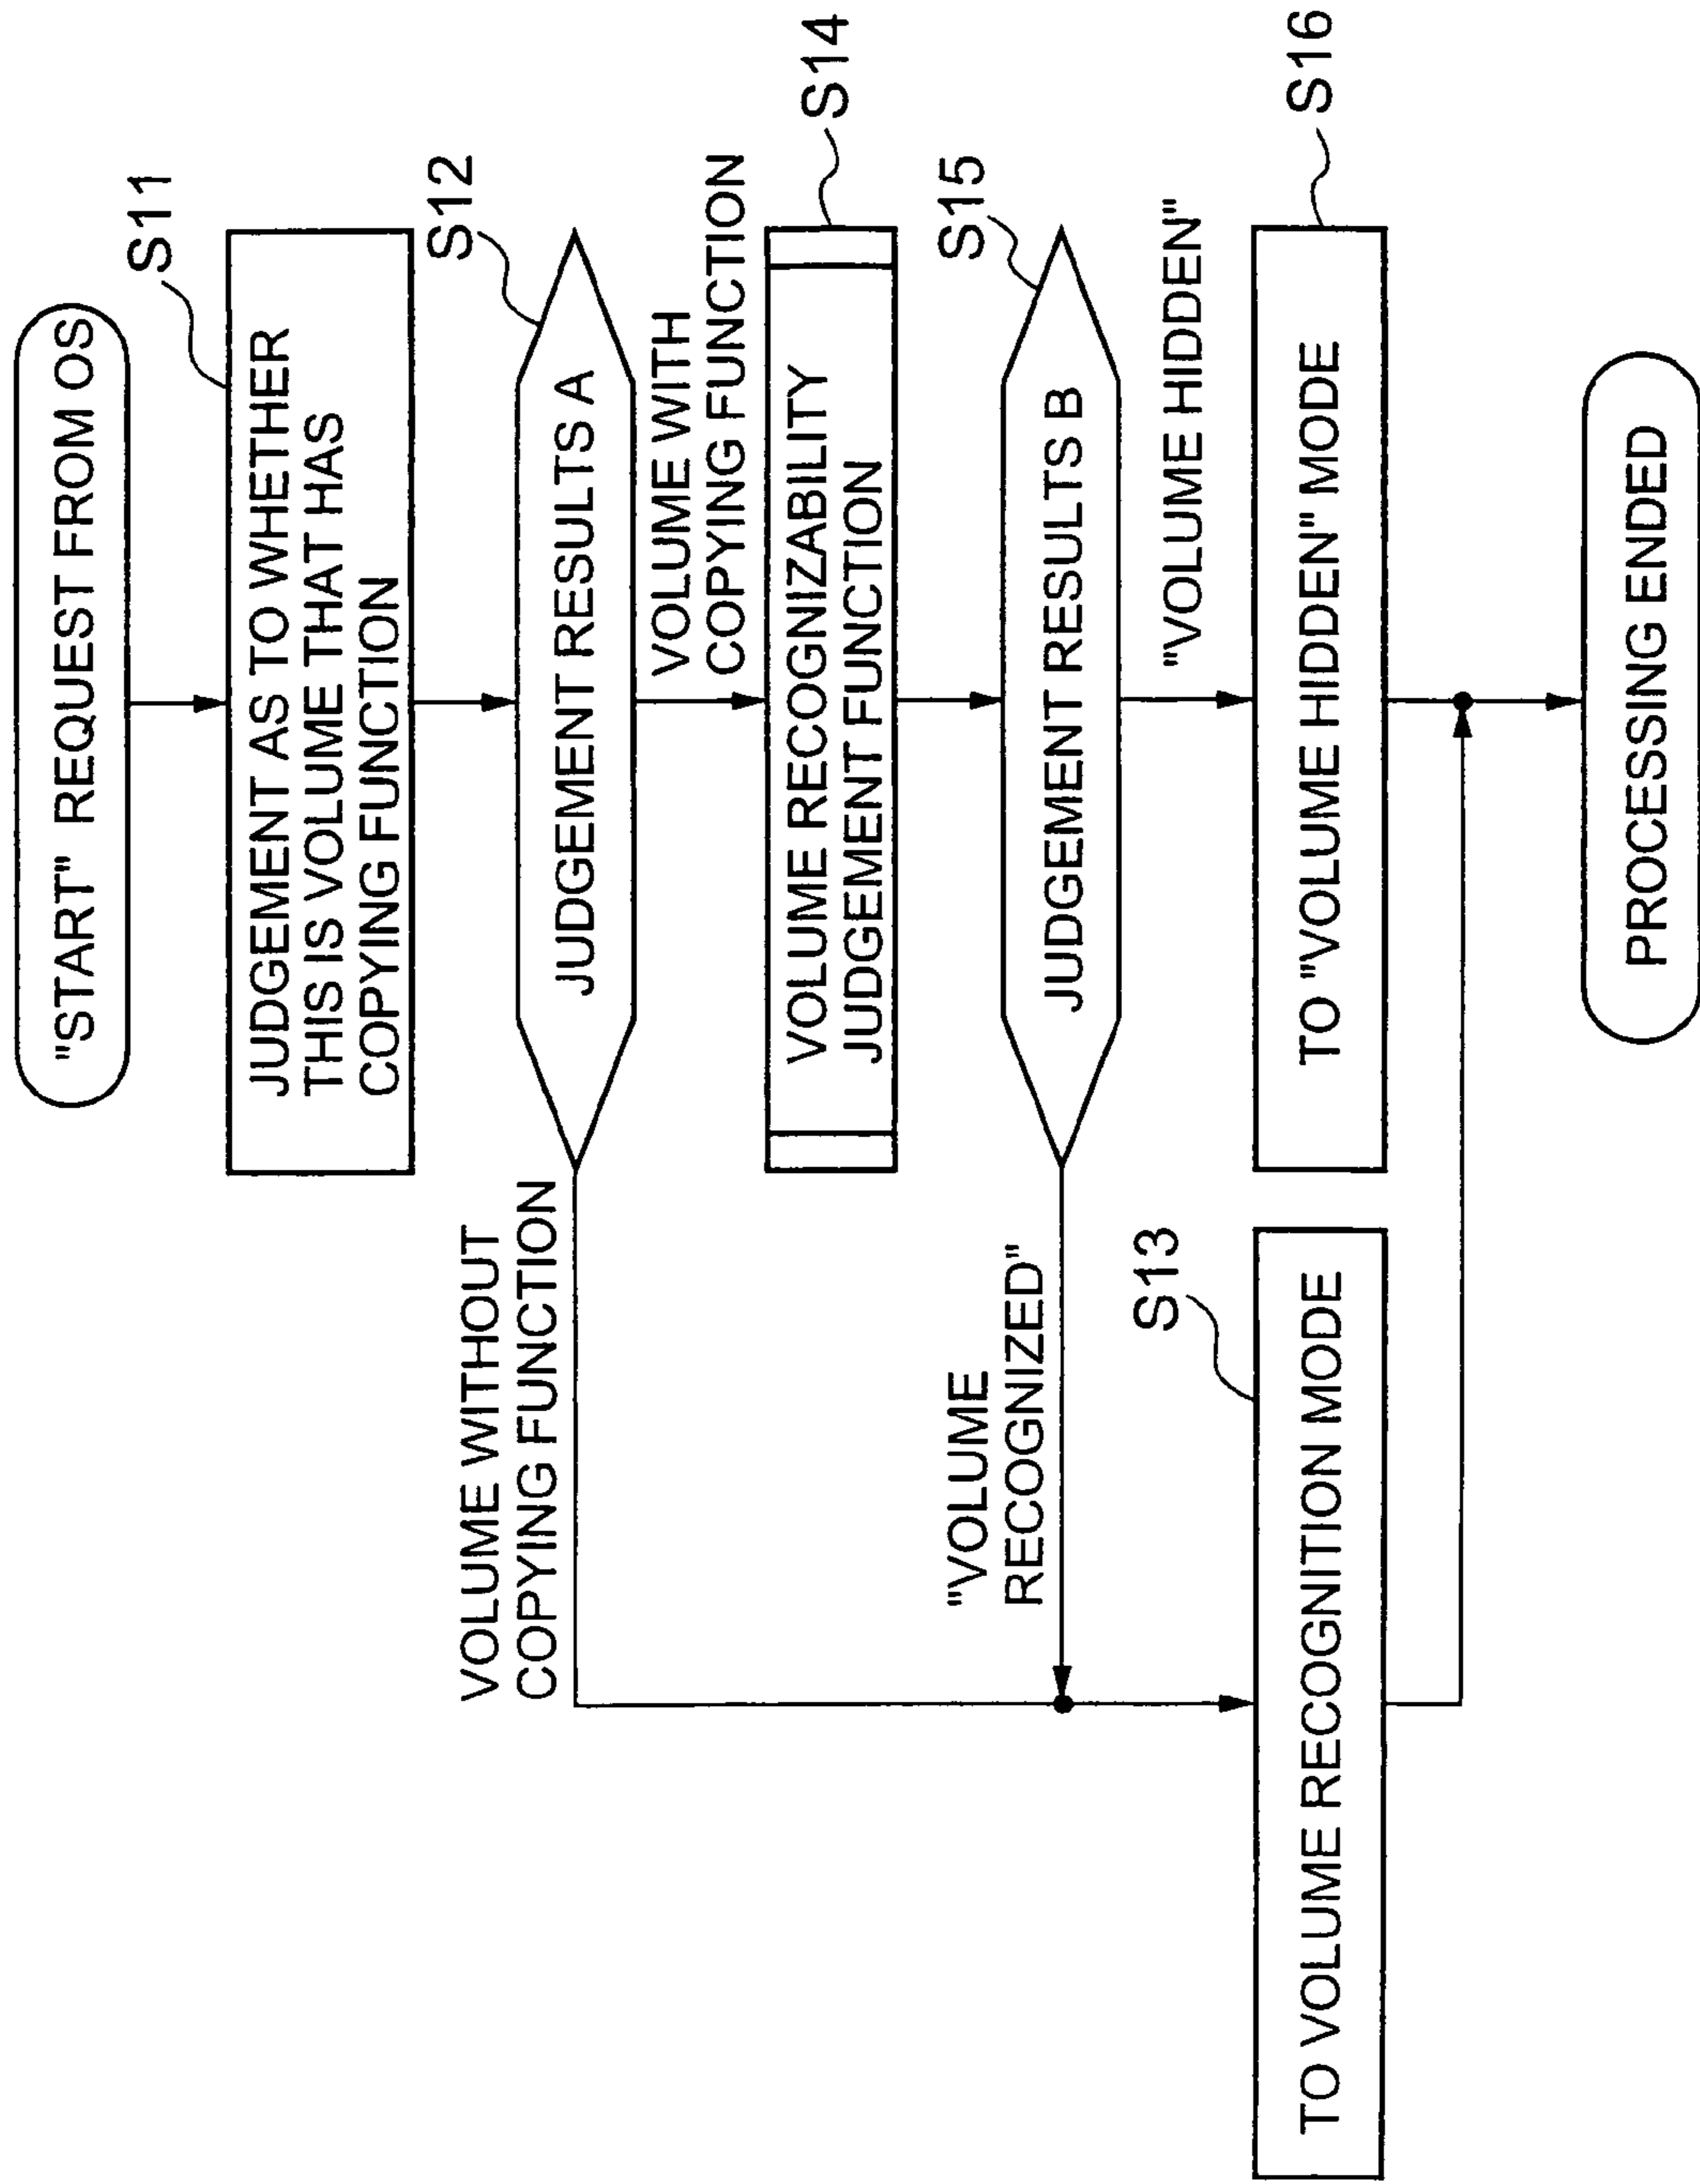 "START" REQUEST FROM OS
S11
JUDGEMENT AS TO WHETHER
THIS IS VOLUME THAT HAS
COPYING FUNCTION
S12
JUDGEMENT RESULTS A
VOLUME WITHOUT
COPYING FUNCTION
VOLUME WITH
COPYING FUNCTION
S14
VOLUME RECOGNIZABILITY
JUDGEMENT FUNCTION
S15
JUDGEMENT RESULTS B
"VOLUME
RECOGNIZED"
"VOLUME HIDDEN"
S13
TO VOLUME RECOGNITION MODE
S16
TO "VOLUME HIDDEN" MODE
PROCESSING ENDED